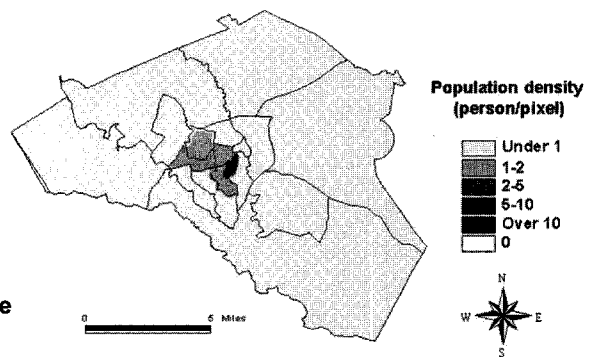 Population density
(person/pixel)
Under 1
1-2
2-5
5-10
Over 10
0
e
0 5 Miles
N
W E
S